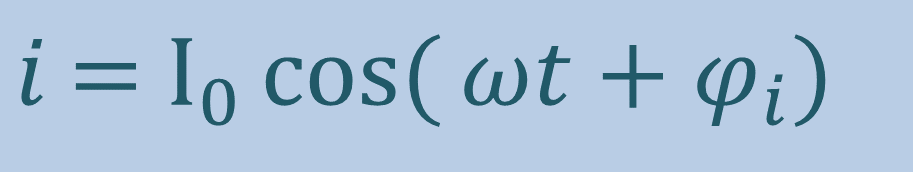 i = I₀ cos( ωt + φᵢ)